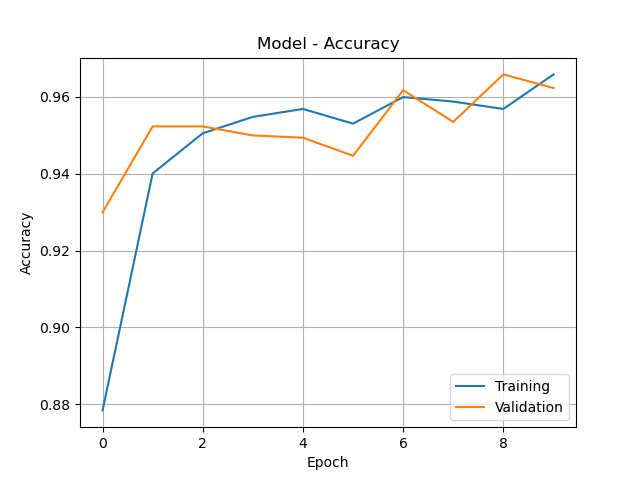 Model - Accuracy
0.96
0.94
0.92
0.90
0.88
Accuracy
0 2 4 6 8
Epoch
Training
Validation